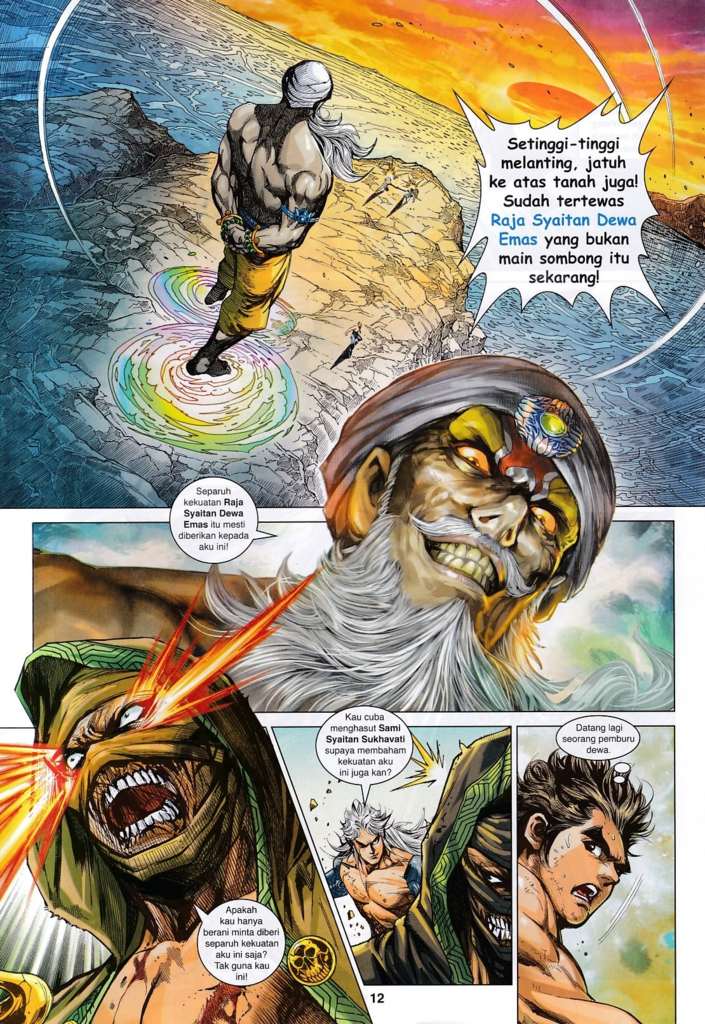 Setinggi-tinggi
melanting, jatuh
ke atas tanah juga!
Sudah tertewas
Raja Syaitan Dewa
Emas yang bukan
main sombong itu
sekarang!
Separuh
kekuatan Raja
Syaitan Dewa
Emas itu mesti
diberikan kepada
aku ini!
Kau cuba
menghasut Sami
Syaitan Sukhavati
supaya membaham
kekuatan aku
ini juga kan?
Datang lagi
seorang pemburu
dewa.
Apakah
kau hanya
berani minta diberi
separuh kekuatan
aku ini saja?
Tak guna kau
ini!
12